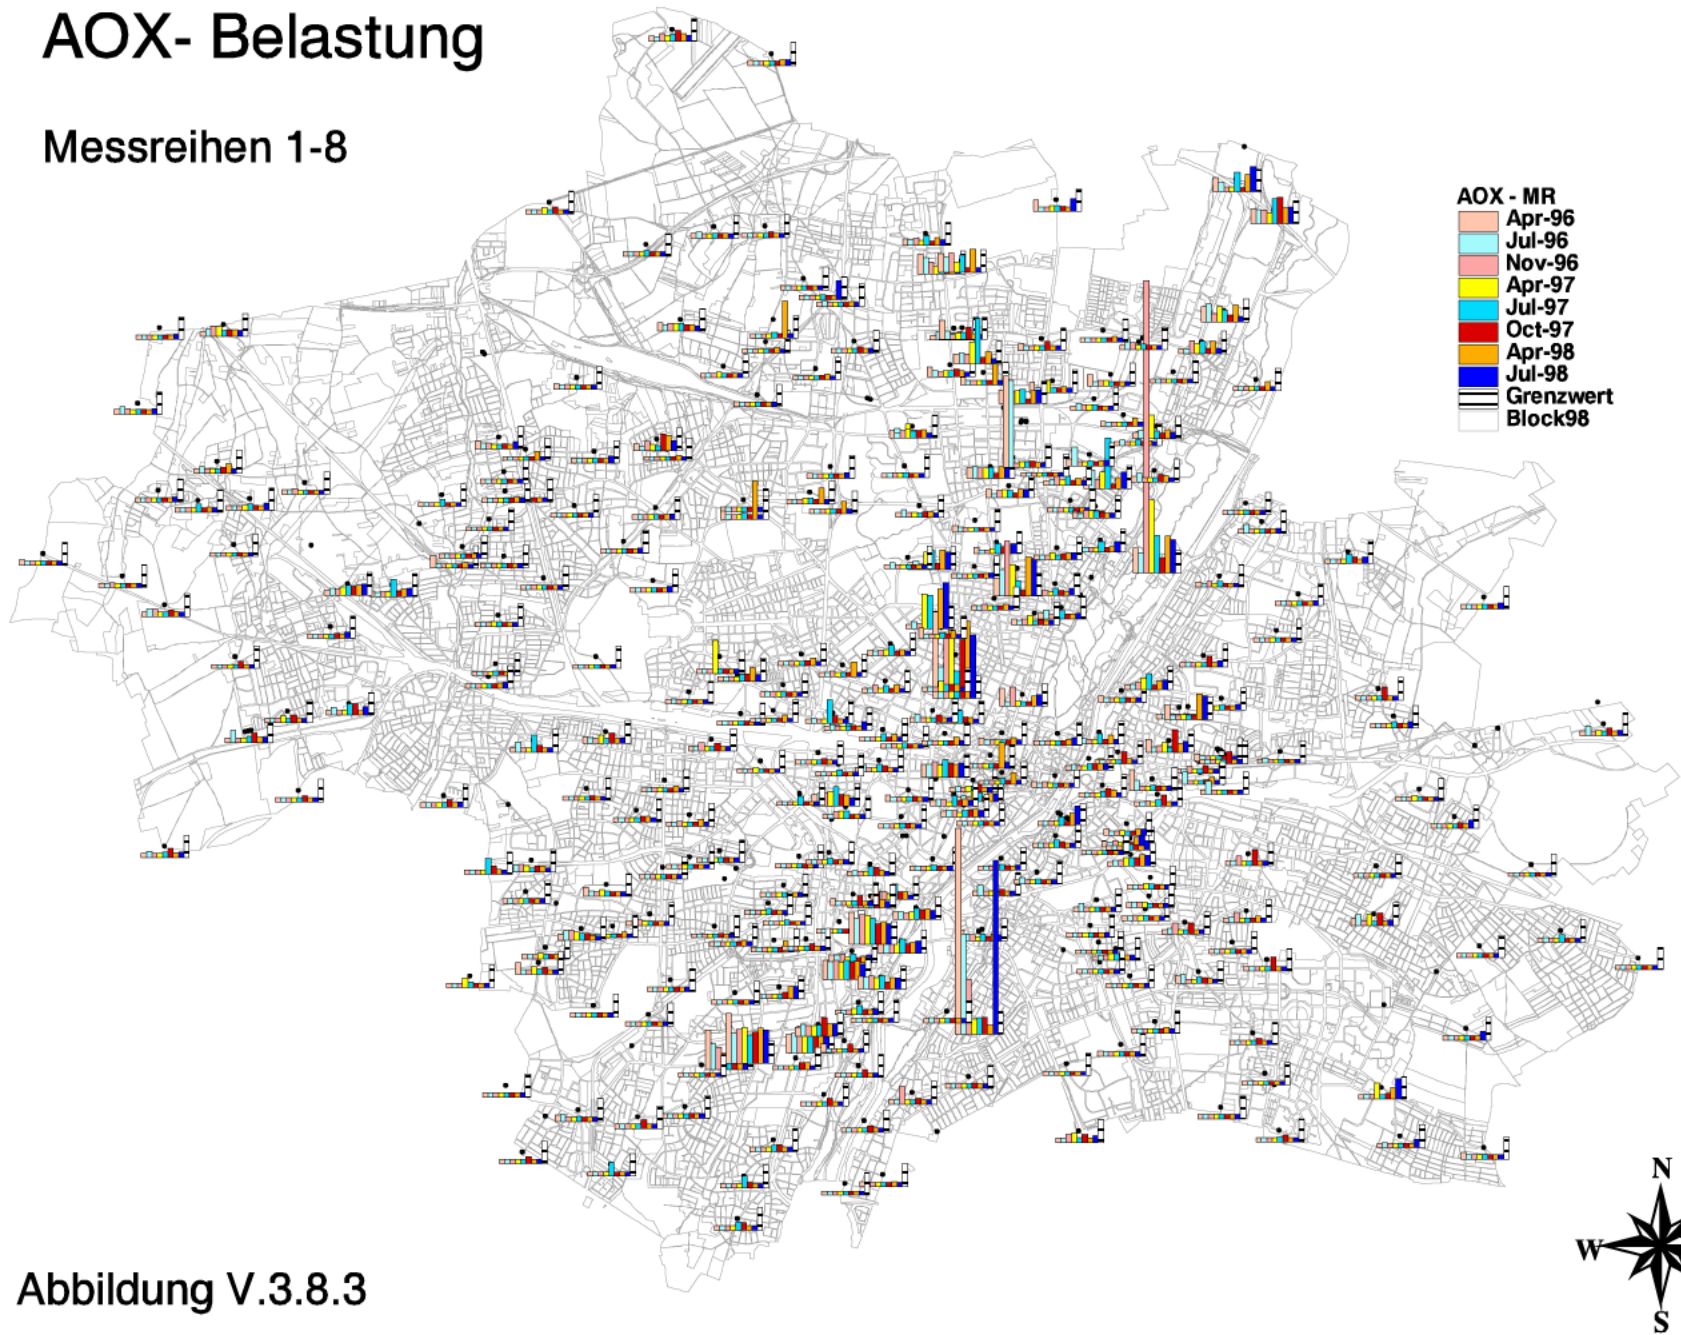 AOX- Belastung
Messreihen 1-8
AOX - MR
Apr-96
Jul-96
Nov-96
Apr-97
Jul-97
Oct-97
Apr-98
Jul-98
Grenzwert
Block98
N
W
S
Abbildung V.3.8.3